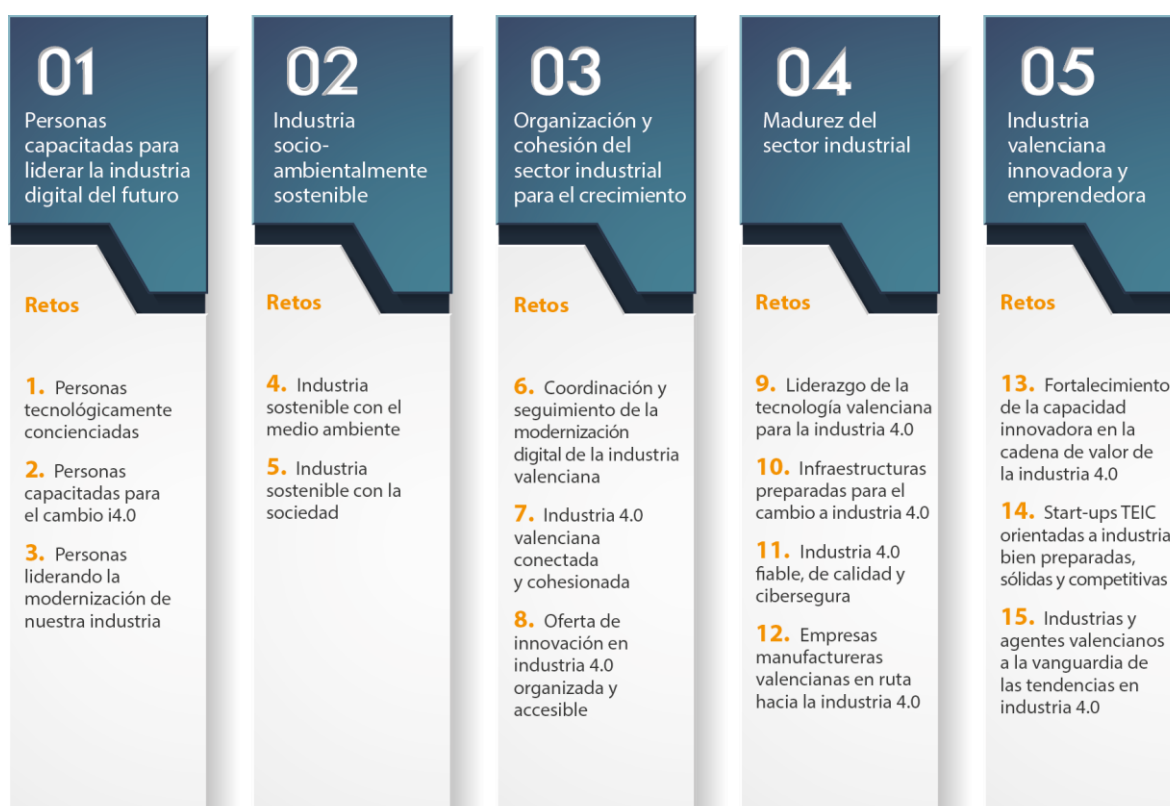 01
Personas
capacitadas para
liderar la industria
digital del futuro
Retos
1. Personas
tecnológicamente
concienciadas
2. Personas
capacitadas para
el cambio i4.0
3. Personas
liderando la
modernización de
nuestra industria
02
Industria
socio-
ambientalmente
sostenible
Retos
4. Industria
sostenible con el
medio ambiente
5. Industria
sostenible con la
sociedad
03
Organización y
cohesión del
sector industrial
para el crecimiento
Retos
6. Coordinación y
seguimiento de la
modernización
digital de la industria
valenciana
7. Industria 4.0
valenciana
conectada
y cohesionada
8. Oferta de
innovación en
industria 4.0
organizada y
accesible
04
Madurez del
sector industrial
Retos
9. Liderazgo de la
tecnología valenciana
para la industria 4.0
10. Infraestructuras
preparadas para el
cambio a industria 4.0
11. Industria 4.0
fiable, de calidad y
cibersegura
12. Empresas
manufactureras
valencianas en ruta
hacia la industria 4.0
05
Industria
valenciana
innovadora y
emprendedora
Retos
13. Fortalecimiento
de la capacidad
innovadora en la
cadena de valor de
la industria 4.0
14. Start-ups TEIC
orientadas a industria
bien preparadas,
sólidas y competitivas
15. Industrias y
agentes valencianos
a la vanguardia de
las tendencias en
industria 4.0